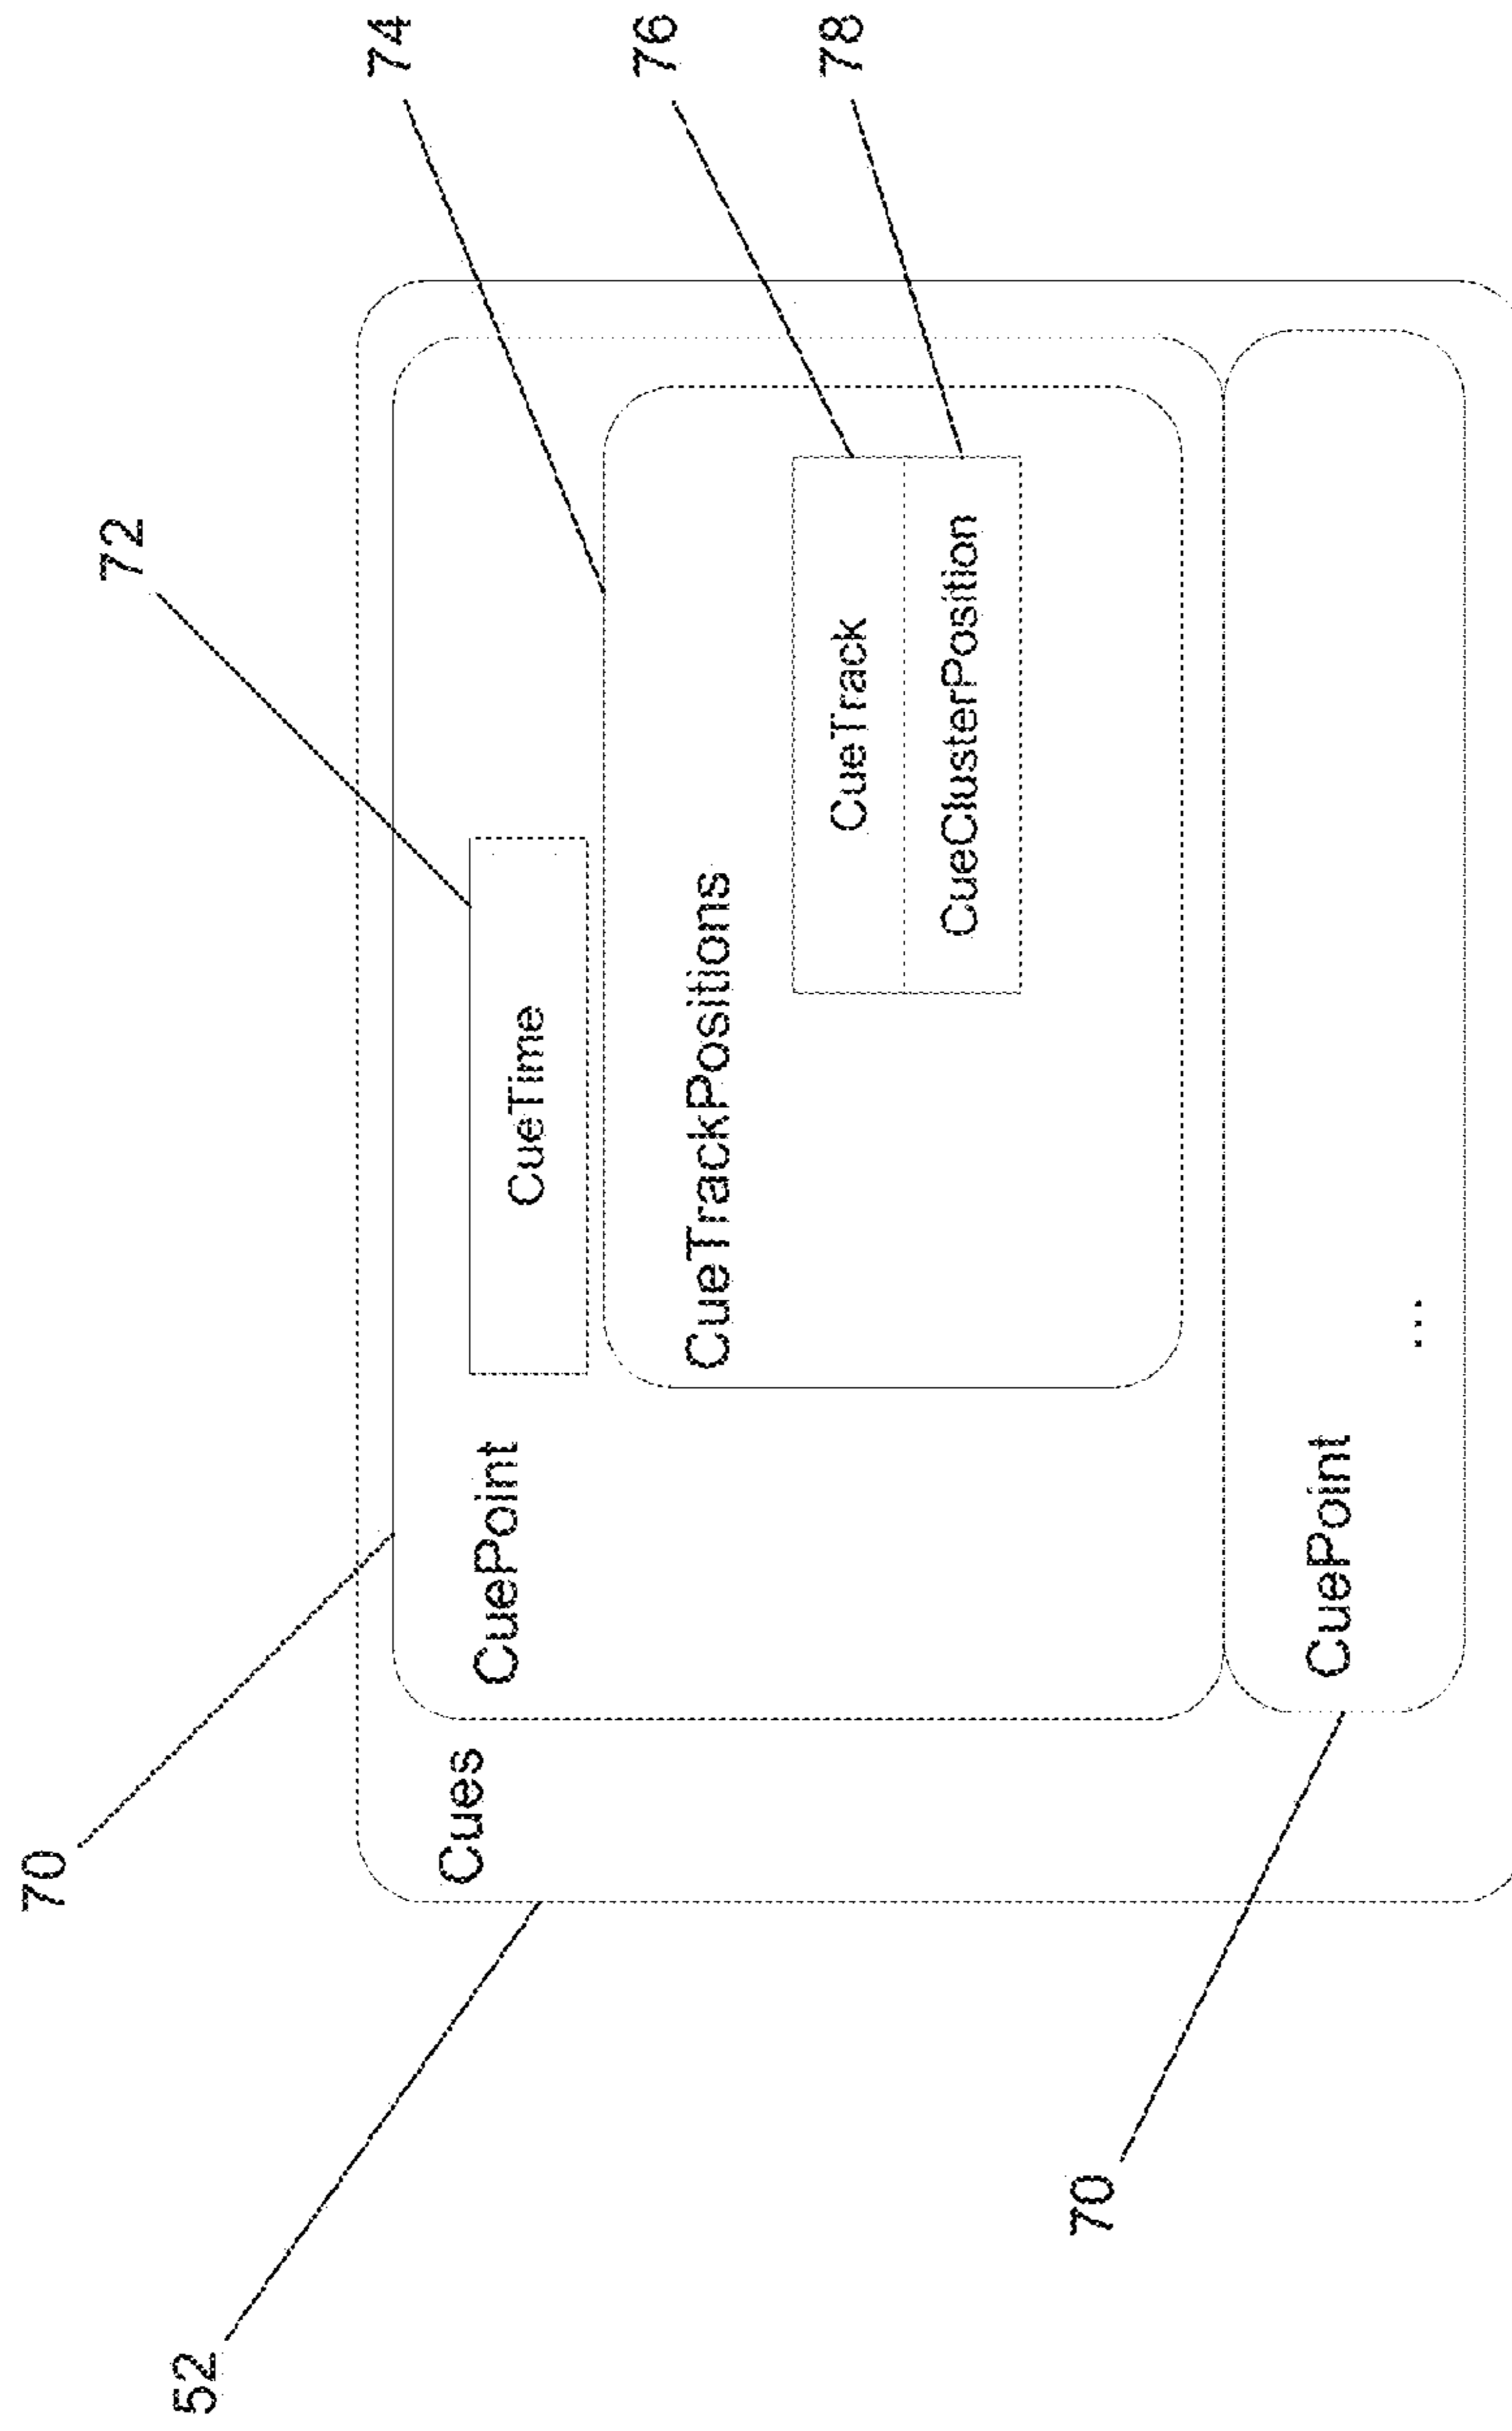 72
74
76
78
70
52
70
Cues
CuePoint
CueTime
CueTrackPositions
CueTrack
CueClusterPosition
CuePoint
...